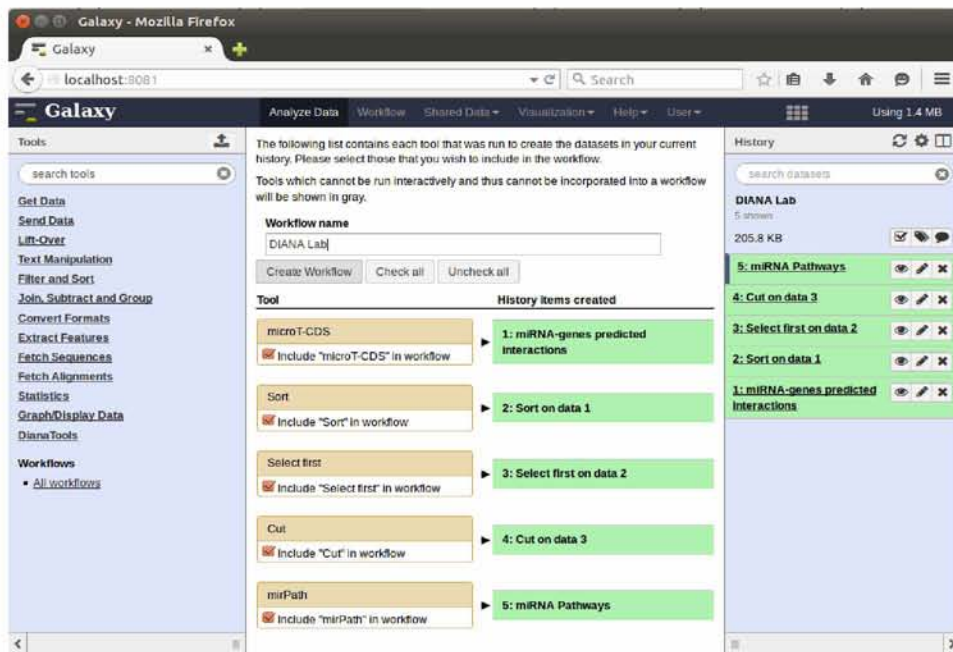 Galaxy - Mozilla Firefox
Galaxy
localhost:8081
Search
Galaxy
Analyze Data Workflow Shared Data Visualization Help User
Using 1.4 MB
Tools
search tools
Get Data
Send Data
Lift-Over
Text Manipulation
Filter and Sort
Join, Subtract and Group
Convert Formats
Extract Features
Fetch Sequences
Fetch Alignments
Statistics
Graph/Display Data
DianaTools
Workflows
All workflows
The following list contains each tool that was run to create the datasets in your current
history. Please select those that you wish to include in the workflow.
Tools which cannot be run interactively and thus cannot be incorporated into a workflow
will be shown in gray.
Workflow name
DIANA Lab
Create Workflow Check all Uncheck all
Tool History items created
microT-CDS
Include "microT-CDS" in workflow
1: miRNA-genes predicted
interactions
Sort
Include "Sort" in workflow
2: Sort on data 1
Select first
Include "Select first" in workflow
3: Select first on data 2
Cut
Include "Cut" in workflow
4: Cut on data 3
mirPath
Include "mirPath" in workflow
5: miRNA Pathways
History
search datasets
DIANA Lab
5 shown
205.8 KB
5: miRNA Pathways
4: Cut on data 3
3: Select first on data 2
2: Sort on data 1
1: miRNA-genes predicted
interactions